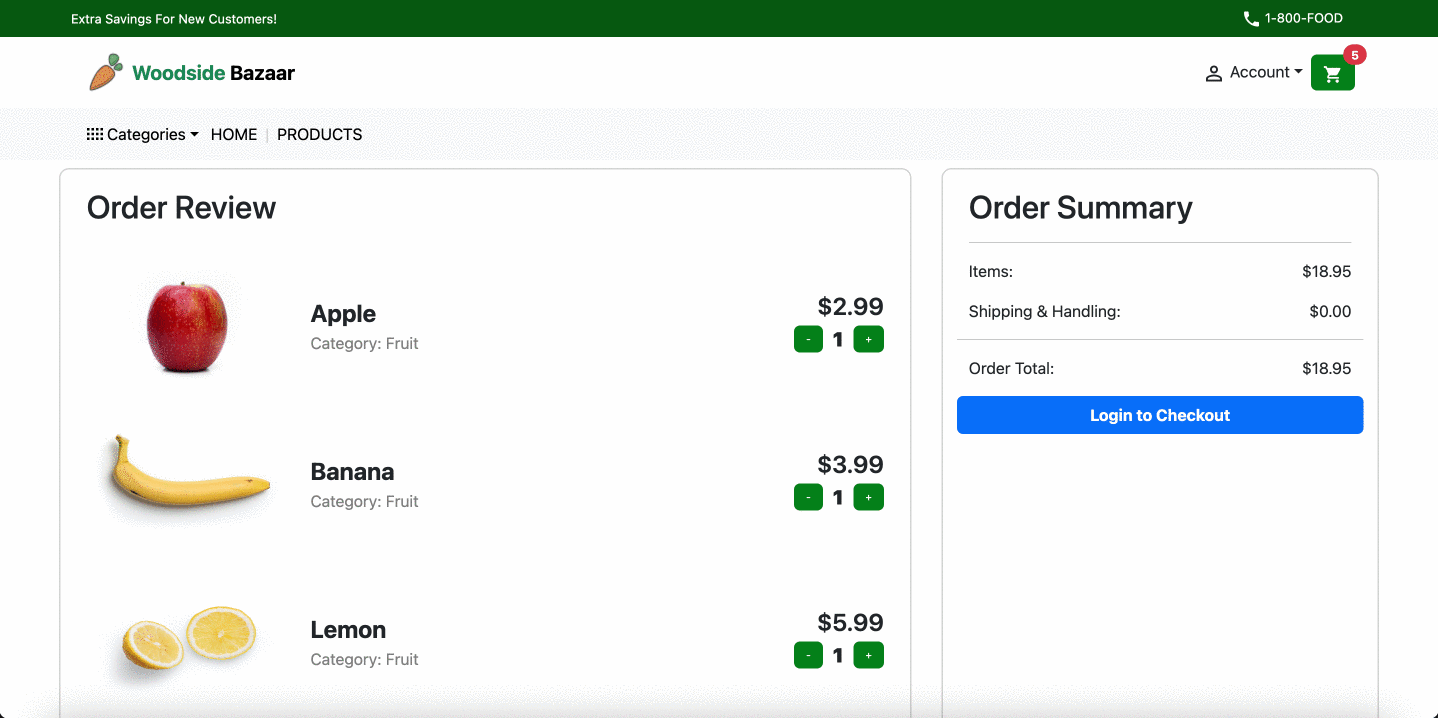 Extra Savings For New Customers!
1-800-FOOD
Woodside Bazaar
Account
5
Categories HOME | PRODUCTS
Order Review
Apple
Category: Fruit
$2.99
- 1 +
Banana
Category: Fruit
$3.99
- 1 +
Lemon
Category: Fruit
$5.99
- 1 +
Order Summary
Items: $18.95
Shipping & Handling: $0.00
Order Total: $18.95
Login to Checkout